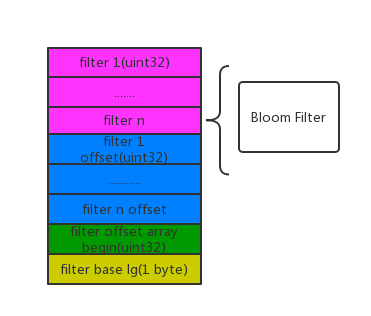 filter 1(uint32)
.......
filter n
Bloom Filter
filter 1
offset(uint32)
...........
filter n offset
filter offset array
begin(uint32)
filter base lg(1 byte)